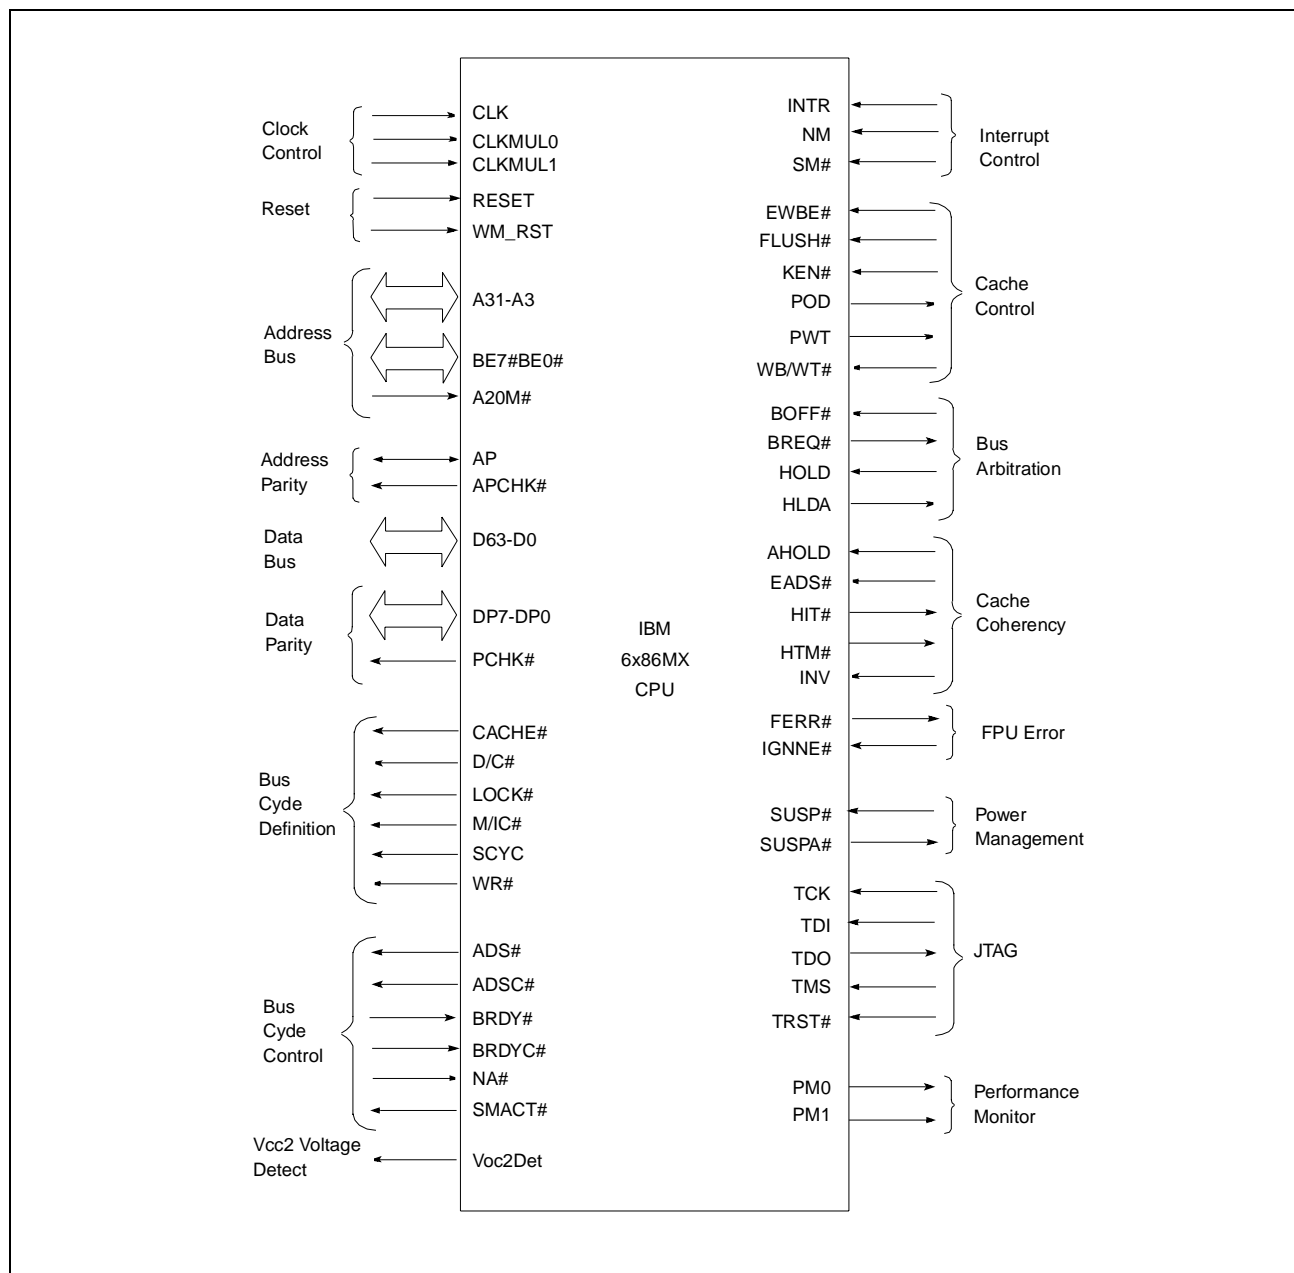 Clock
Control
CLK
CLKMUL0
CLKMUL1
Reset
RESET
WM_RST
Address
Bus
A31-A3
BE7#BE0#
A20M#
Address
Parity
AP
APCHK#
Data
Bus
D63-D0
Data
Parity
DP7-DP0
PCHK#
Bus
Cyde
Definition
CACHE#
D/C#
LOCK#
M/IC#
SCYC
WR#
Bus
Cyde
Control
ADS#
ADSC#
BRDY#
BRDYC#
NA#
SMACT#
Vcc2 Voltage
Detect
Voc2Det
IBM
6x86MX
CPU
INTR
NM
SM#
Interrupt
Control
EWBE#
FLUSH#
KEN#
POD
PWT
WB/WT#
Cache
Control
BOFF#
BREQ#
HOLD
HLDA
Bus
Arbitration
AHOLD
EADS#
HIT#
HTM#
INV
Cache
Coherency
FERR#
IGNNE#
FPU Error
SUSP#
SUSPA#
Power
Management
TCK
TDI
TDO
TMS
TRST#
JTAG
PM0
PM1
Performance
Monitor